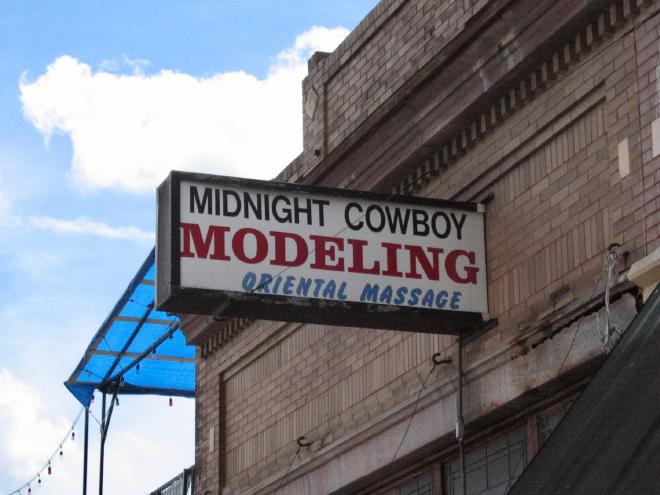 MIDNIGHT COWBOY
MODELING
ORIENTAL MASSAGE